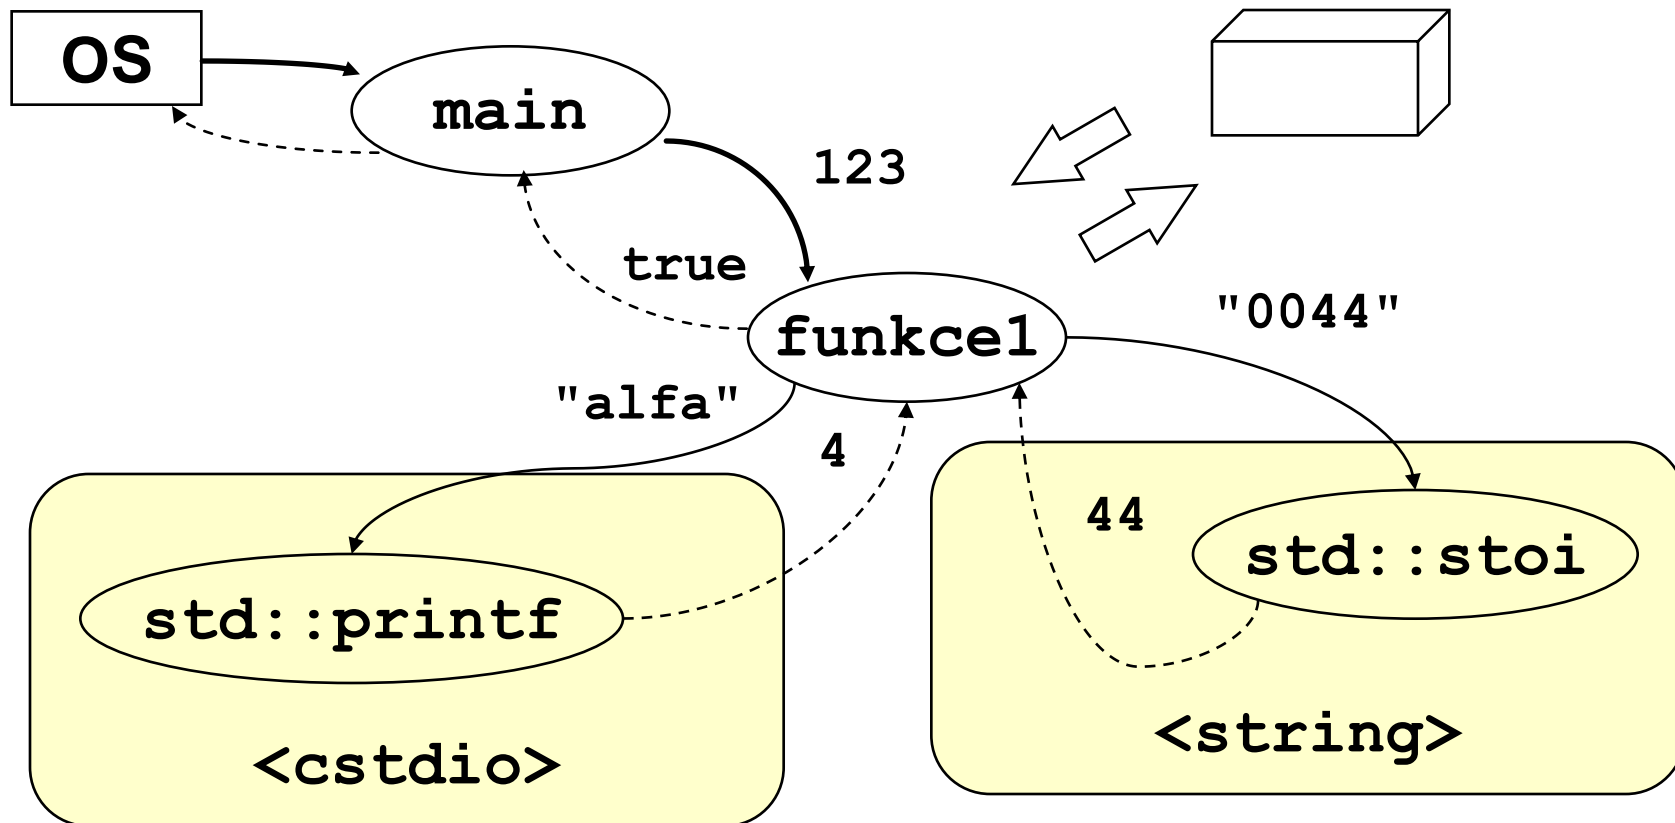 OS
main
123
true
funkce1
"0044"
"alfa"
4
44
std::stoi
std::printf
<string>
<cstdio>